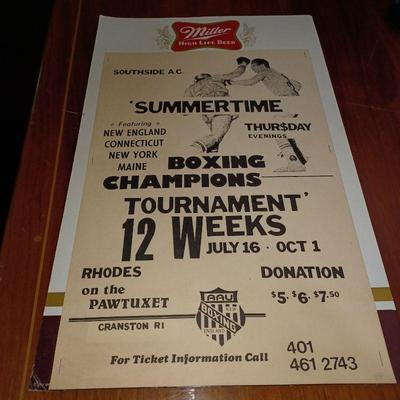 Miller
HIGH LIFE BEER
SOUTHSIDE A.C.
'SUMMERTIME
Featuring
NEW ENGLAND
CONNECTICUT
NEW YORK
MAINE
THUR$DAY
EVENINGS
BOXING
CHAMPIONS
TOURNAMENT'
12 WEEKS
JULY 16 - OCT 1
RHODES
on the
PAWTUXET
CRANSTON RI
AAU
BOXING
NEW
ENGLAND
DONATION
$5. $6. $7.50
For Ticket Information Call
401
461 2743